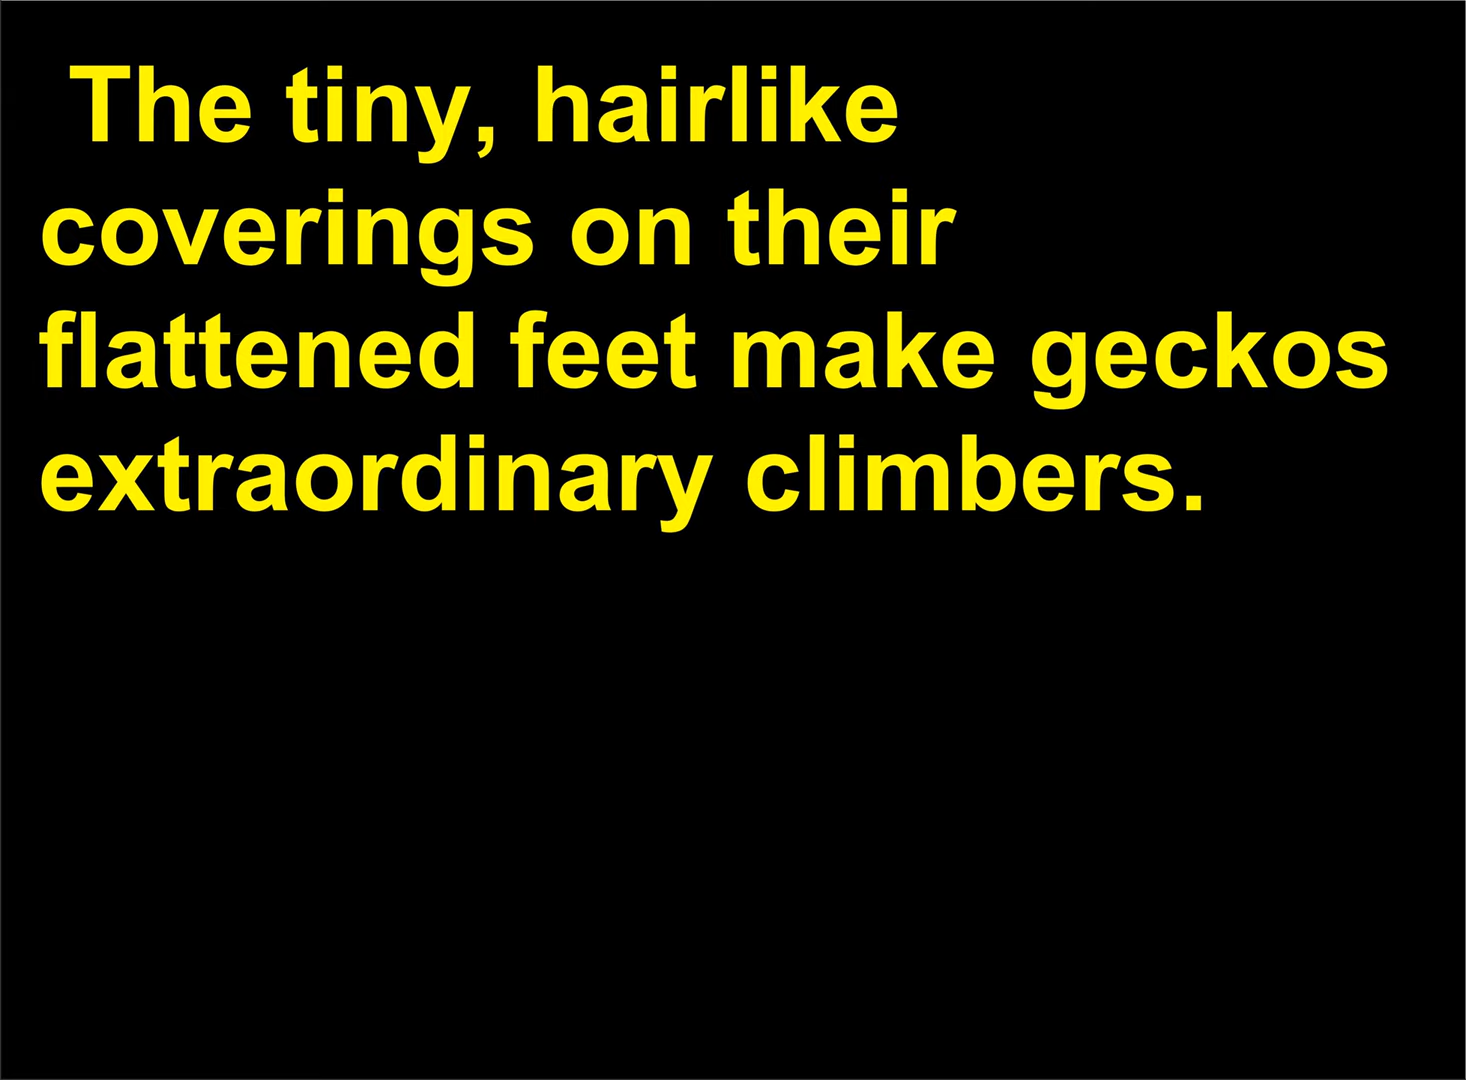 The tiny, hairlike
coverings on their
flattened feet make geckos
extraordinary climbers.